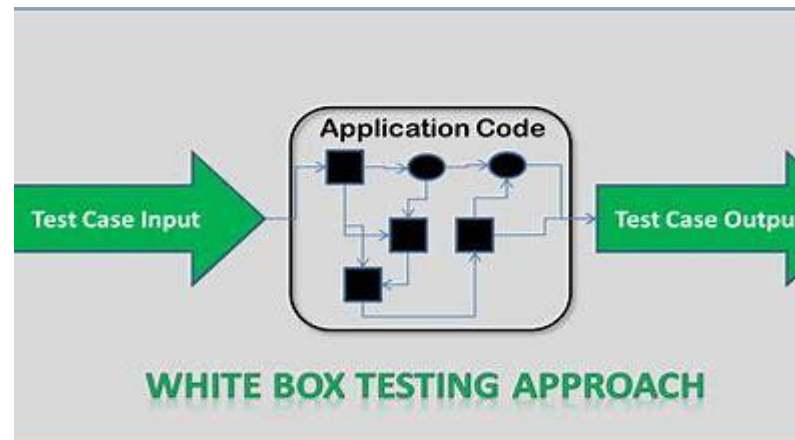 Application Code
Test Case Input
Test Case Outpu
WHITE BOX TESTING APPROACH